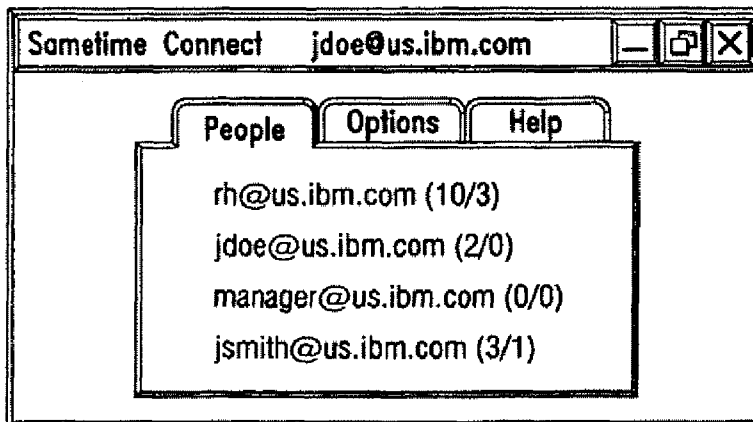 Sametime Connect jdoe@us.ibm.com
People Options Help
rh@us.ibm.com (10/3)
jdoe@us.ibm.com (2/0)
manager@us.ibm.com (0/0)
jsmith@us.ibm.com (3/1)